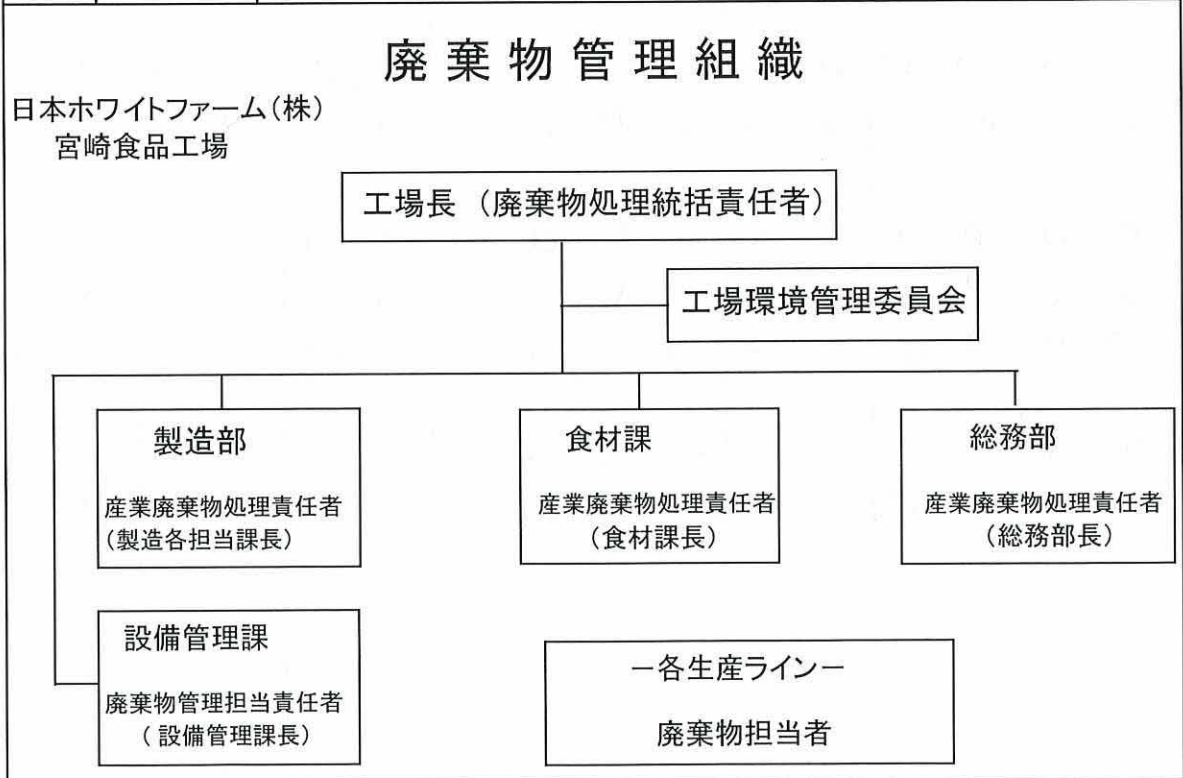 廃棄物管理組織
日本ホワイトファーム(株)
宮崎食品工場
工場長 (廃棄物処理統括責任者)
工場環境管理委員会
製造部
産業廃棄物処理責任者
(製造各担当課長)
食材課
産業廃棄物処理責任者
(食材課長)
総務部
産業廃棄物処理責任者
(総務部長)
設備管理課
廃棄物管理担当責任者
(設備管理課長)
-各生産ライン-
廃棄物担当者